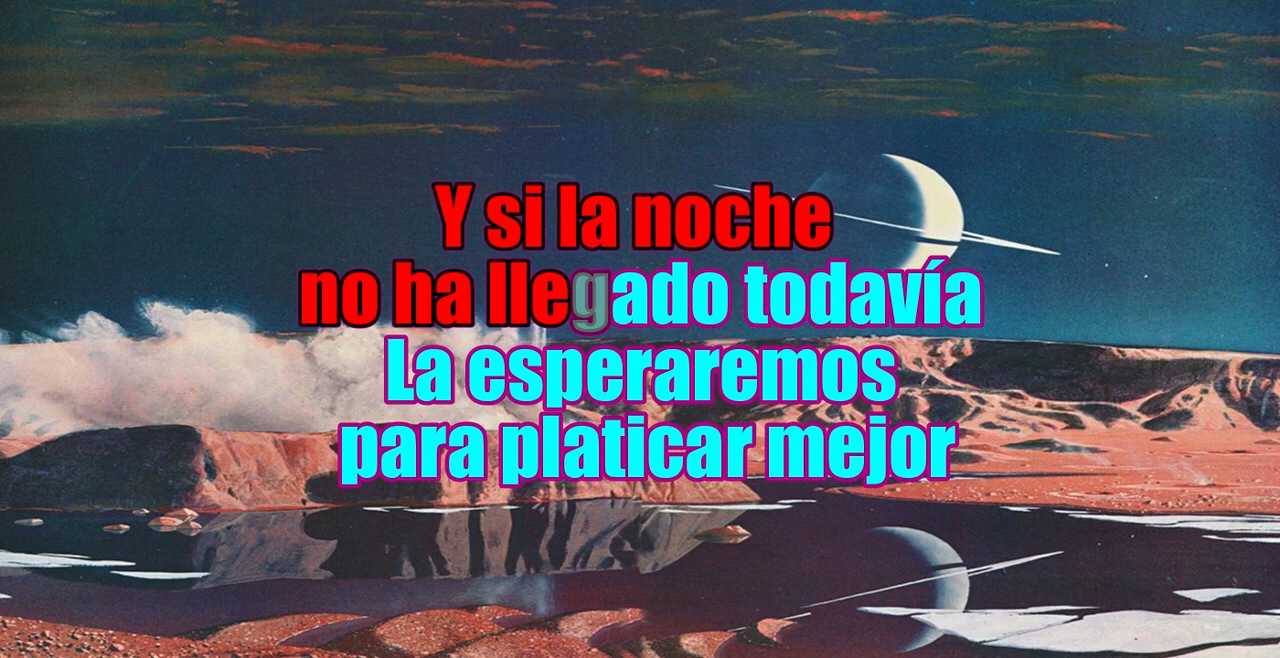 Y si la noche
no ha llegado todavía
La esperaremos
para platicar mejor